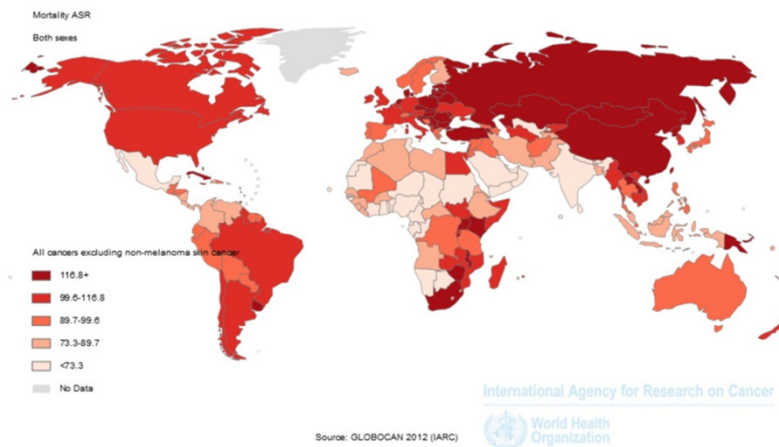 Mortality ASR
Both sexes
All cancers excluding non-melanoma skin cancer
116.8+
99.6-116.8
89.7-99.6
73.3-89.7
<73.3
No Data
International Agency for Research on Cancer
World Health
Organization
Source: GLOBOCAN 2012 (IARC)